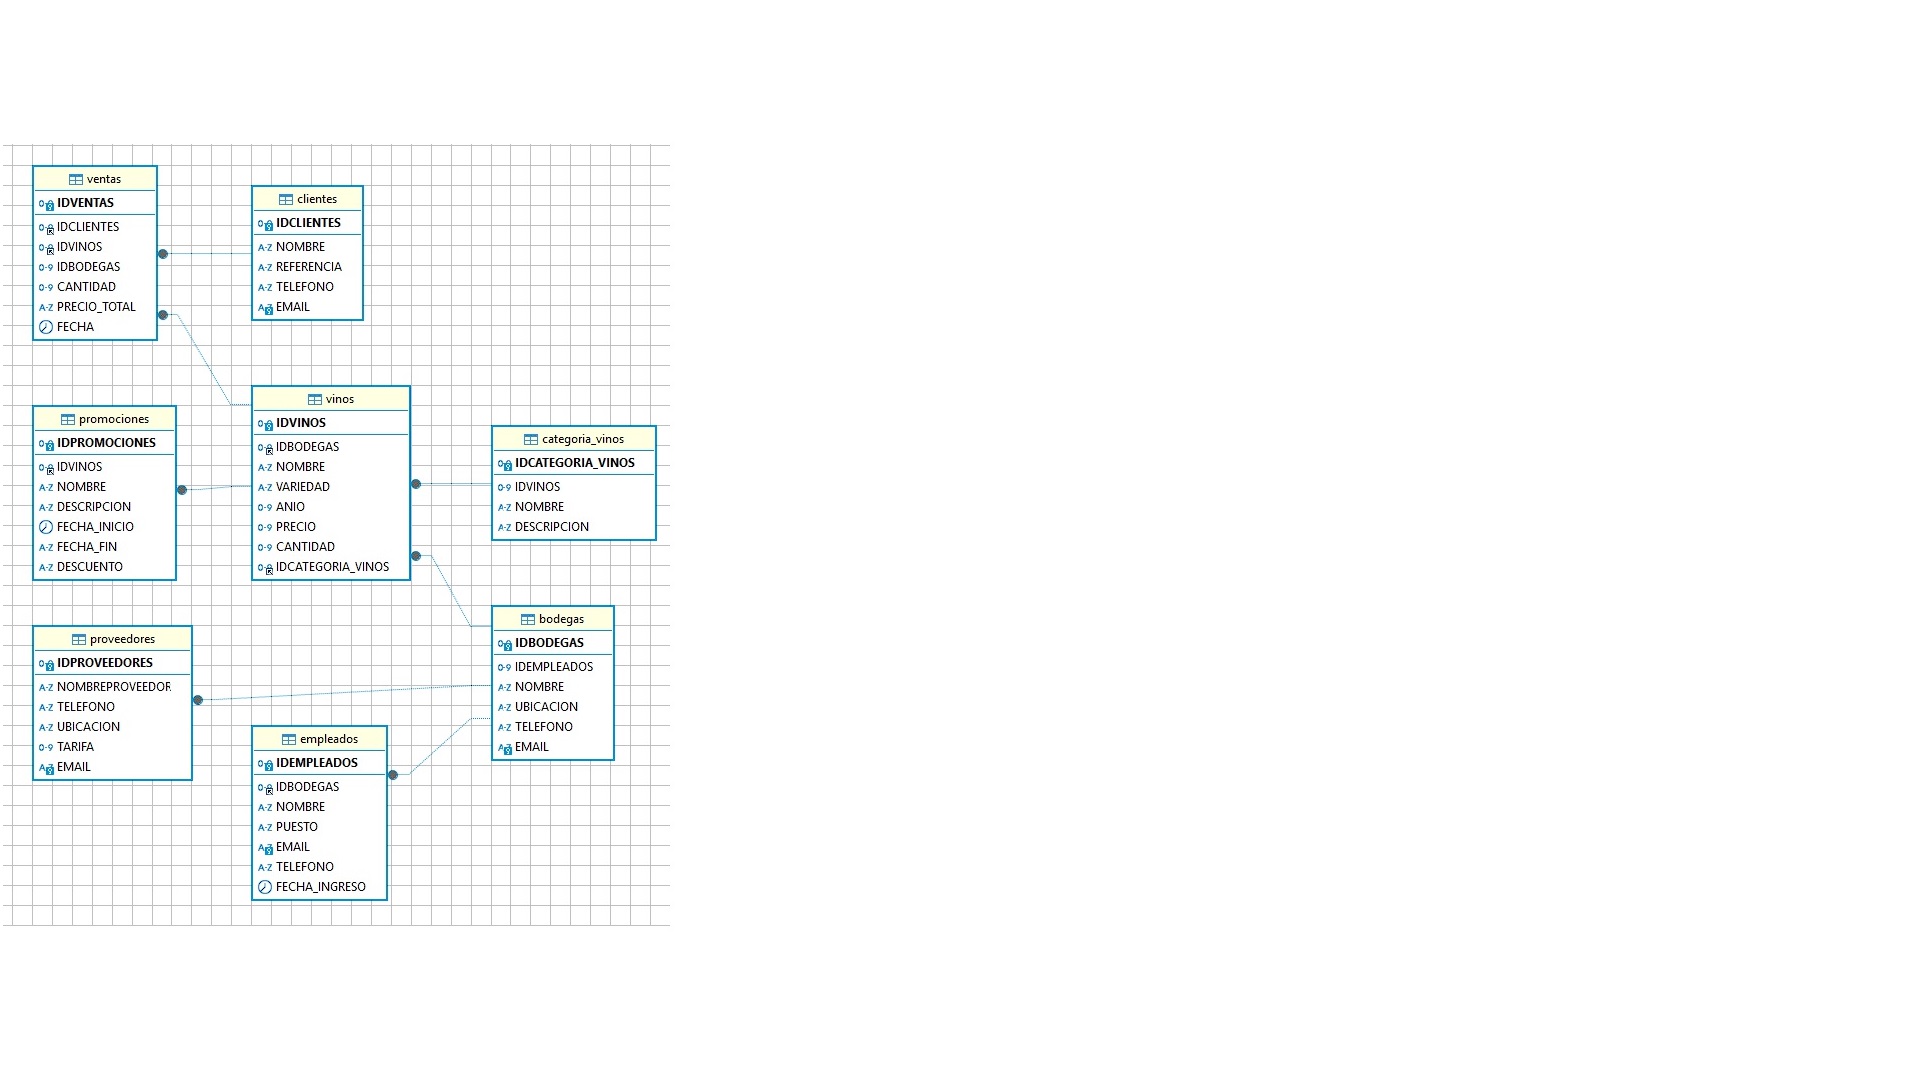 ventas
IDVENTAS
IDCLIENTES
IDVINOS
IDBODEGAS
CANTIDAD
PRECIO_TOTAL
FECHA
clientes
IDCLIENTES
NOMBRE
REFERENCIA
TELEFONO
EMAIL
promociones
IDPROMOCIONES
IDVINOS
NOMBRE
DESCRIPCION
FECHA_INICIO
FECHA_FIN
DESCUENTO
vinos
IDVINOS
IDBODEGAS
NOMBRE
VARIEDAD
ANIO
PRECIO
CANTIDAD
IDCATEGORIA_VINOS
categoria_vinos
IDCATEGORIA_VINOS
IDVINOS
NOMBRE
DESCRIPCION
proveedores
IDPROVEEDORES
NOMBREPROVEEDOR
TELEFONO
UBICACION
TARIFA
EMAIL
empleados
IDEMPLEADOS
IDBODEGAS
NOMBRE
PUESTO
EMAIL
TELEFONO
FECHA_INGRESO
bodegas
IDBODEGAS
IDEMPLEADOS
NOMBRE
UBICACION
TELEFONO
EMAIL